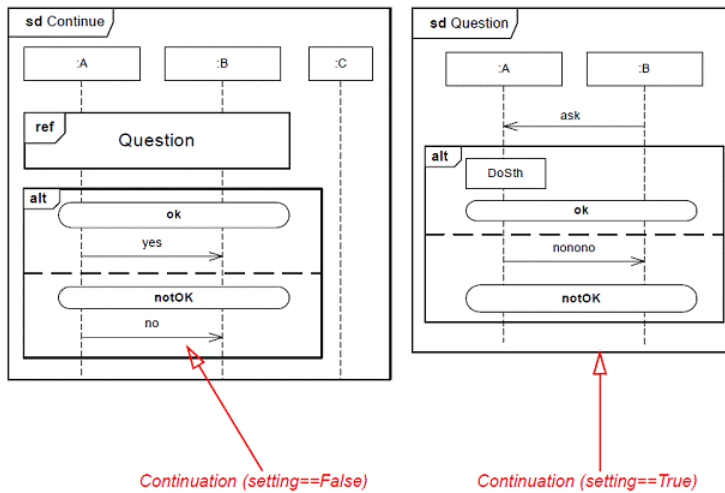 sd Continue
:A
:B
:C
ref
Question
alt
ok
yes
notOK
no
Continuation (setting==False)
sd Question
:A
:B
ask
alt
DoSth
ok
nonono
notOK
Continuation (setting==True)